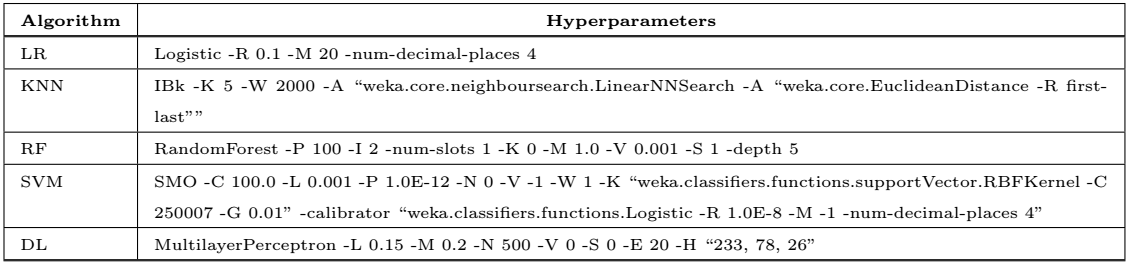 Algorithm Hyperparameters
LR Logistic -R 0.1 -M 20 -num-decimal-places 4
KNN IBk -K 5 -W 2000 -A “weka.core.neighboursearch.LinearNNSearch -A “weka.core.EuclideanDistance -R first-
last””
RF RandomForest -P 100 -I 2 -num-slots 1 -K 0 -M 1.0 -V 0.001 -S 1 -depth 5
SVM SMO -C 100.0 -L 0.001 -P 1.0E-12 -N 0 -V -1 -W 1 -K “weka.classifiers.functions.supportVector.RBFKernel -C
250007 -G 0.01” -calibrator “weka.classifiers.functions.Logistic -R 1.0E-8 -M -1 -num-decimal-places 4”
DL MultilayerPerceptron -L 0.15 -M 0.2 -N 500 -V 0 -S 0 -E 20 -H “233, 78, 26”